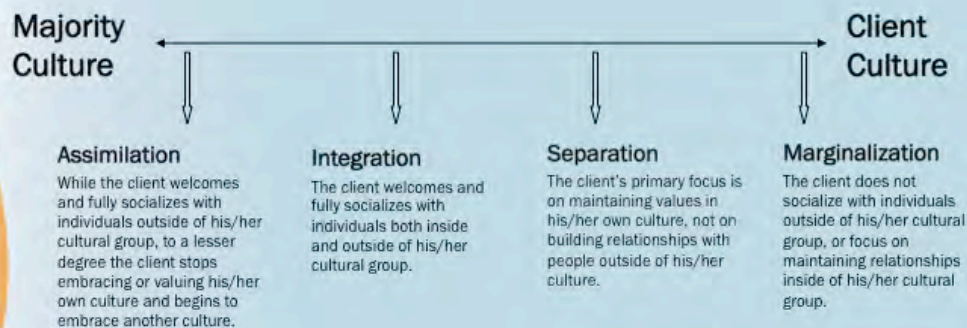 Majority
Culture
Client
Culture
Assimilation
While the client welcomes
and fully socializes with
individuals outside of his/her
cultural group, to a lesser
degree the client stops
embracing or valuing his/her
own culture and begins to
embrace another culture.
Integration
The client welcomes and
fully socializes with
individuals both inside
and outside of his/her
cultural group.
Separation
The client's primary focus is
on maintaining values in
his/her own culture, not on
building relationships with
people outside of his/her
culture.
Marginalization
The client does not
socialize with individuals
outside of his/her cultural
group, or focus on
maintaining relationships
inside of his/her cultural
group.